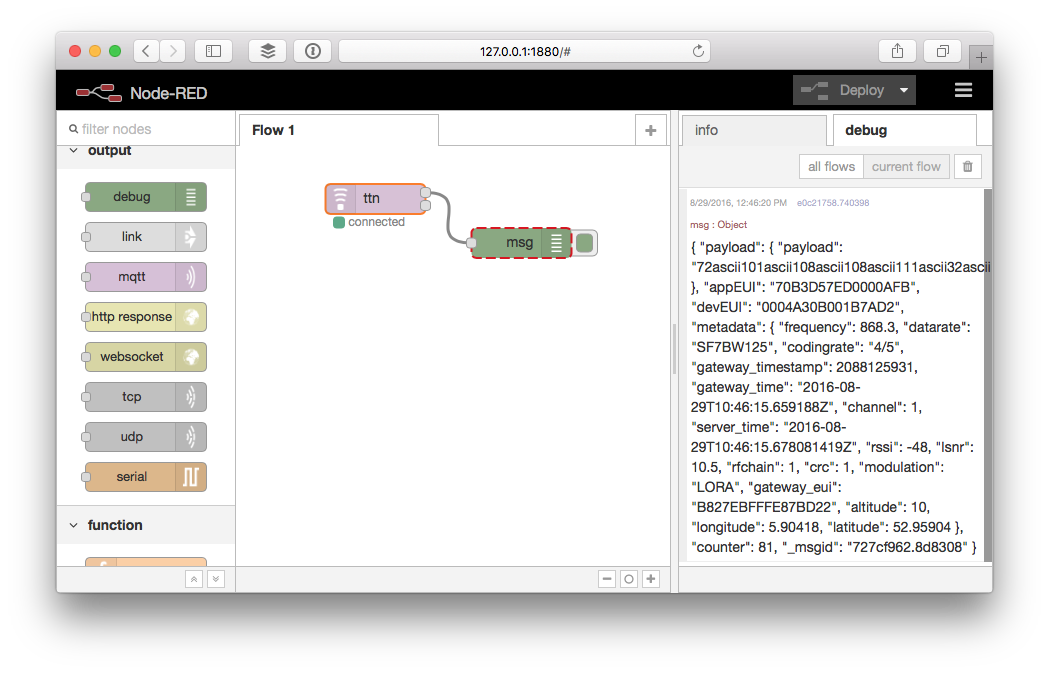 127.0.0.1:1880/#
Node-RED
Deploy
filter nodes
output
debug
link
mqtt
http response
websocket
tcp
udp
serial
function
Flow 1
ttn
connected
msg
info
debug
all flows
current flow
8/29/2016, 12:46:20 PM e0c21758.740398
msg : Object
{ "payload": { "payload":
"72ascii101ascii108ascii108ascii111ascii32ascii
}, "appEUI": "70B3D57ED0000AFB",
"devEUI": "0004A30B001B7AD2",
"metadata": { "frequency": 868.3, "datarate":
"SF7BW125", "codingrate": "4/5",
"gateway_timestamp": 2088125931,
"gateway_time": "2016-08-
29T10:46:15.659188Z", "channel": 1,
"server_time": "2016-08-
29T10:46:15.678081419Z", "rssi": -48, "lsnr":
10.5, "rfchain": 1, "crc": 1, "modulation":
"LORA", "gateway_eui":
"B827EBFFFE87BD22", "altitude": 10,
"longitude": 5.90418, "latitude": 52.95904 },
"counter": 81, "_msgid": "727cf962.8d8308" }